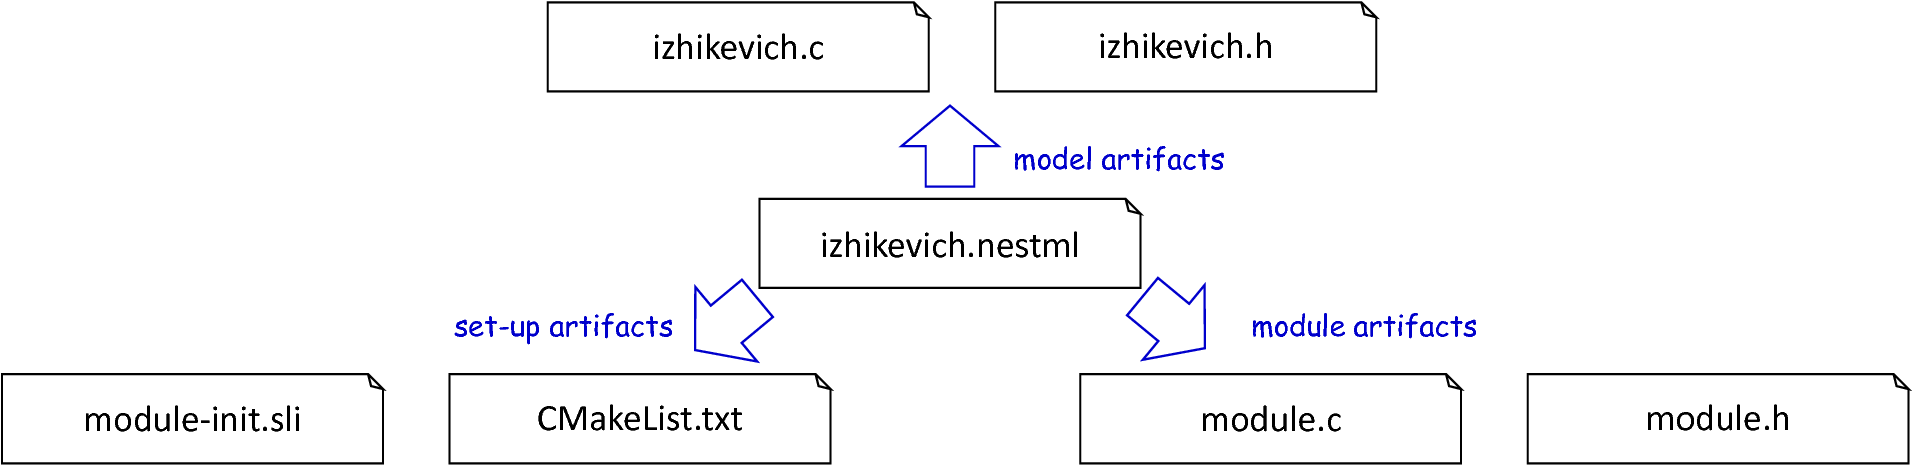 izhikevich.c
izhikevich.h
model artifacts
izhikevich.nestml
set-up artifacts
module artifacts
module-init.sli
CMakeList.txt
module.c
module.h